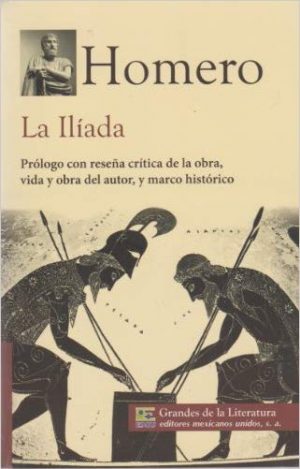 Homero
La Ilíada
Prólogo con reseña crítica de la obra,
vida y obra del autor, y marco histórico
Grandes de la Literatura
editores mexicanos unidos, s. a.